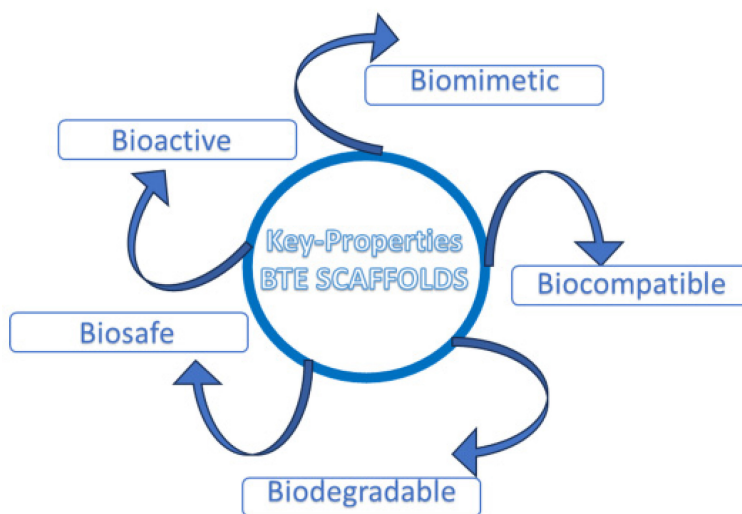 Biomimetic
Bioactive
Key-Properties
BTE SCAFFOLDS
Biocompatible
Biosafe
Biodegradable